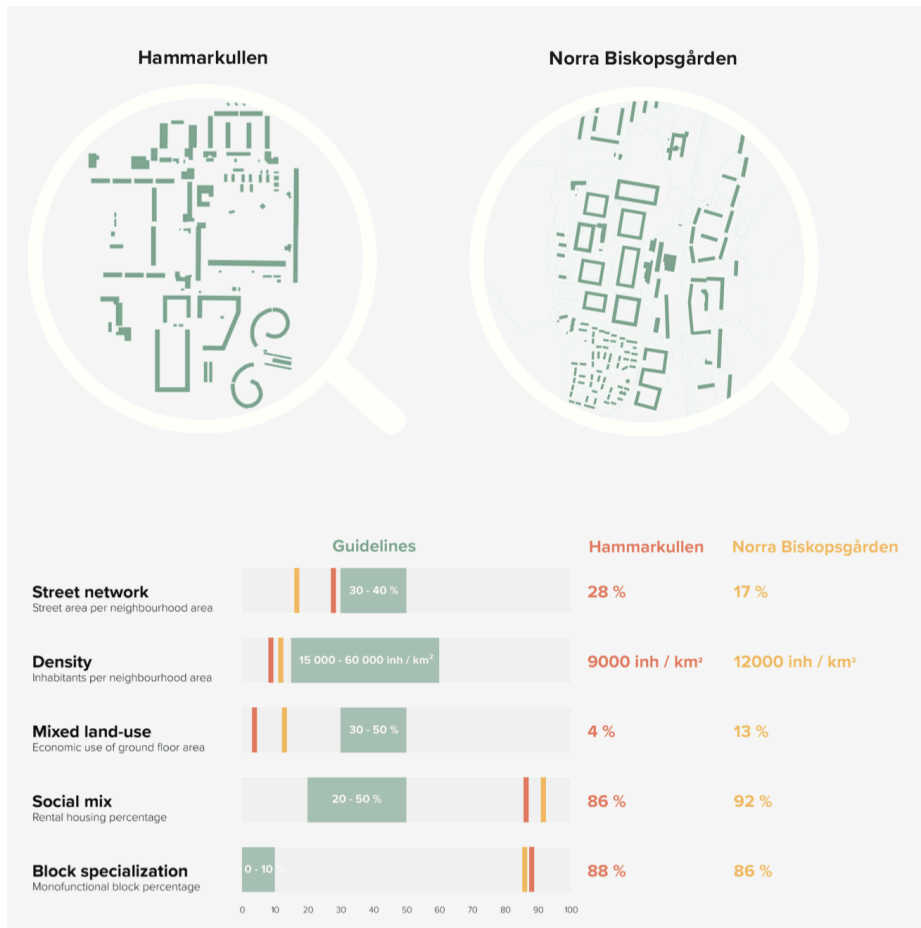 Hammarkullen
Norra Biskopsgården
Guidelines
Hammarkullen
Norra Biskopsgården
Street network
Street area per neighbourhood area
30 - 40 %
28 %
17 %
Density
Inhabitants per neighbourhood area
15 000 - 60 000 inh / km²
9000 inh / km²
12000 inh / km²
Mixed land-use
Economic use of ground floor area
30 - 50 %
4 %
13 %
Social mix
Rental housing percentage
20 - 50 %
86 %
92 %
Block specialization
Monofunctional block percentage
0 - 10 %
88 %
86 %
0 10 20 30 40 50 60 70 80 90 100